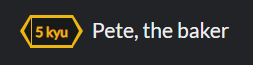 5 kyu Pete, the baker